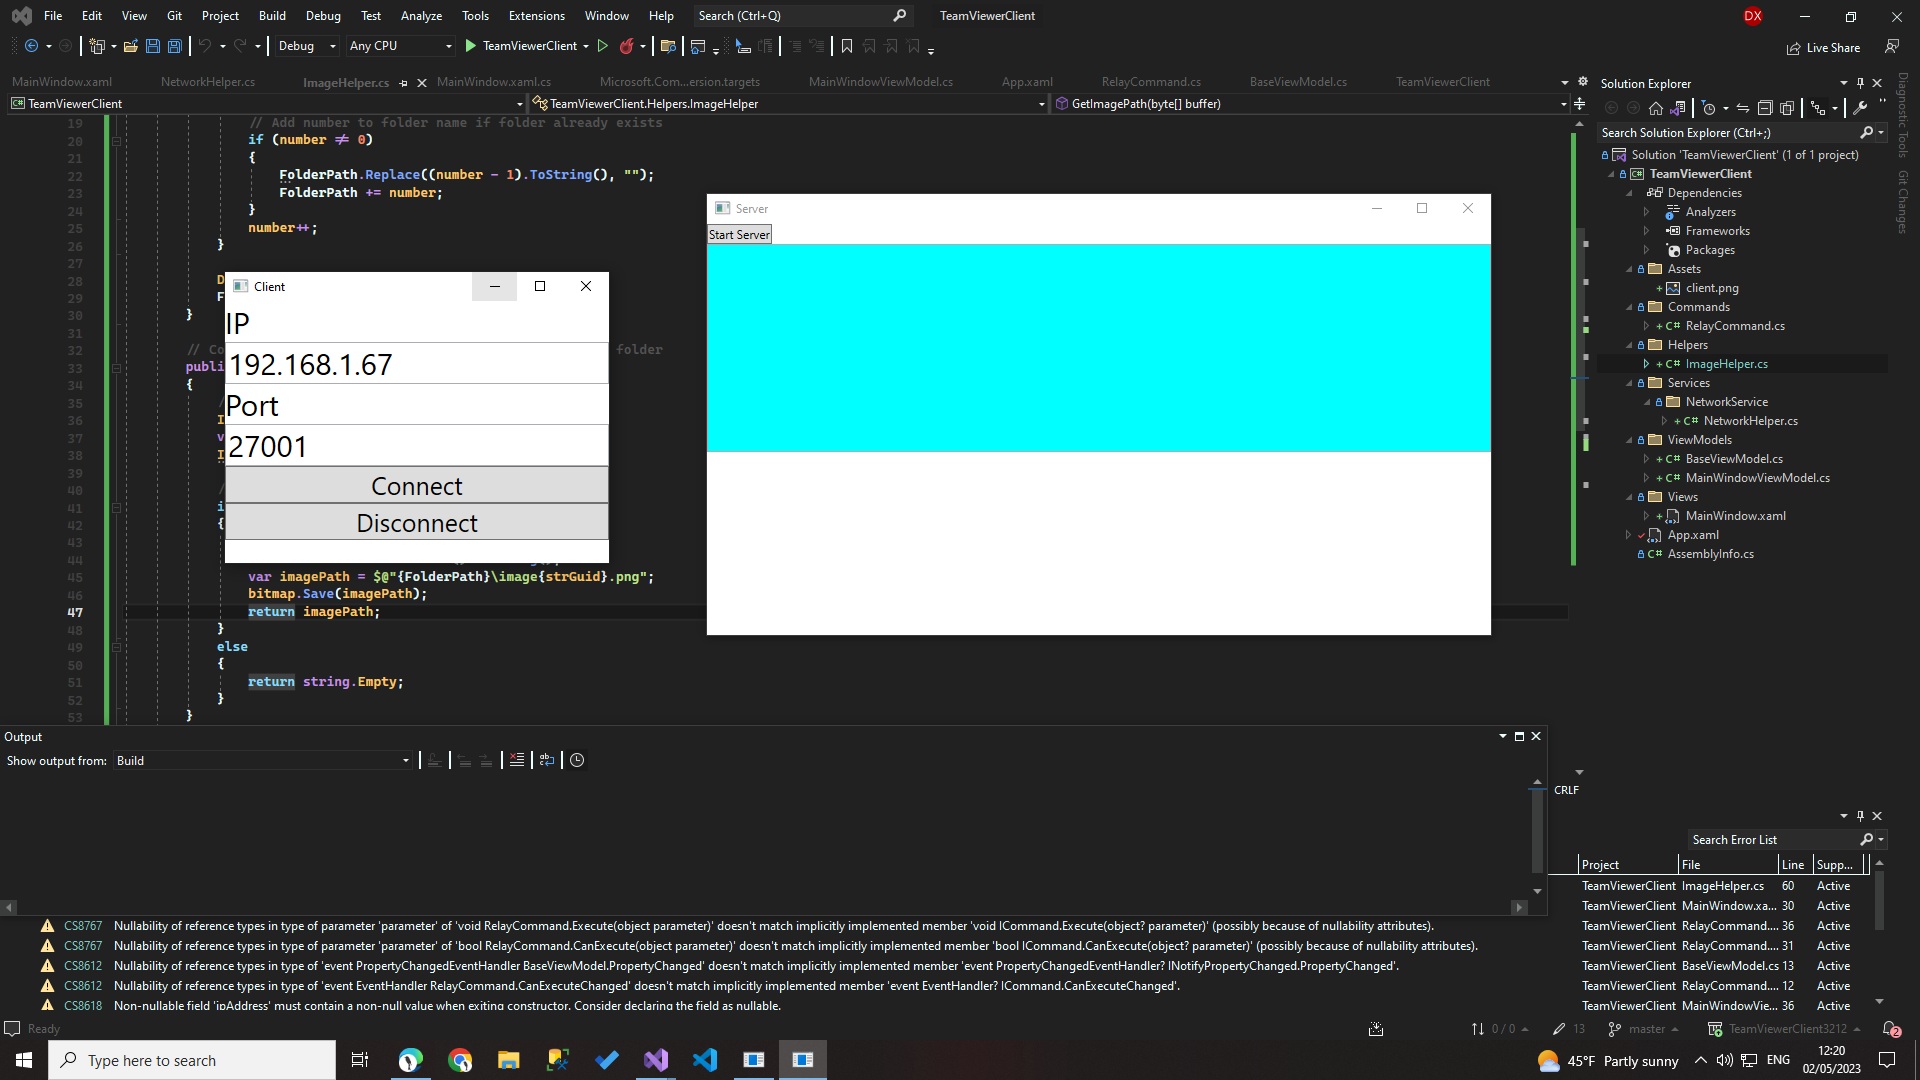 File Edit View Git Project Build Debug Test Analyze Tools Extensions Window Help Search (Ctrl+Q) TeamViewerClient DX
Debug Any CPU TeamViewerClient Live Share
MainWindow.xaml NetworkHelper.cs ImageHelper.cs MainWindow.xaml.cs Microsoft.Com...ersion.targets MainWindowViewModel.cs App.xaml RelayCommand.cs BaseViewModel.cs TeamViewerClient
TeamViewerClient TeamViewerClient.Helpers.ImageHelper GetImagePath(byte[] buffer)
19 // Add number to folder name if folder already exists
20 if (number ≠ 0)
21 {
22 FolderPath.Replace((number - 1).ToString(), "");
23 FolderPath += number;
24 }
25 number++;
26 }
27
28 D
29 F
30 }
31
32 // Co folder
33 publi
34 {
35 /
36 I
37 v
38 I
39
40 /
41 i
42 {
43
44
45 var imagePath = $@"{FolderPath}\image{strGuid}.png";
46 bitmap.Save(imagePath);
47 return imagePath;
48 }
49 else
50 {
51 return string.Empty;
52 }
53 }
Client
IP
192.168.1.67
Port
27001
Connect
Disconnect
Server
Start Server
Solution Explorer
Search Solution Explorer (Ctrl+;)
Solution 'TeamViewerClient' (1 of 1 project)
TeamViewerClient
Dependencies
Analyzers
Frameworks
Packages
Assets
client.png
Commands
RelayCommand.cs
Helpers
ImageHelper.cs
Services
NetworkService
NetworkHelper.cs
ViewModels
BaseViewModel.cs
MainWindowViewModel.cs
Views
MainWindow.xaml
App.xaml
AssemblyInfo.cs
Diagnostic Tools
Git Changes
Output
Show output from: Build
CRLF
Search Error List
Project File Line Supp...
TeamViewerClient ImageHelper.cs 60 Active
TeamViewerClient MainWindow.xa... 30 Active
CS8767 Nullability of reference types in type of parameter 'parameter' of 'void RelayCommand.Execute(object parameter)' doesn't match implicitly implemented member 'void ICommand.Execute(object? parameter)' (possibly because of nullability attributes). TeamViewerClient RelayCommand.... 36 Active
CS8767 Nullability of reference types in type of parameter 'parameter' of 'bool RelayCommand.CanExecute(object parameter)' doesn't match implicitly implemented member 'bool ICommand.CanExecute(object? parameter)' (possibly because of nullability attributes). TeamViewerClient RelayCommand.... 31 Active
CS8612 Nullability of reference types in type of 'event PropertyChangedEventHandler BaseViewModel.PropertyChanged' doesn't match implicitly implemented member 'event PropertyChangedEventHandler? INotifyPropertyChanged.PropertyChanged'. TeamViewerClient BaseViewModel.cs 13 Active
CS8612 Nullability of reference types in type of 'event EventHandler RelayCommand.CanExecuteChanged' doesn't match implicitly implemented member 'event EventHandler? ICommand.CanExecuteChanged'. TeamViewerClient RelayCommand.... 12 Active
CS8618 Non-nullable field 'ipAddress' must contain a non-null value when exiting constructor. Consider declaring the field as nullable. TeamViewerClient MainWindowVie... 36 Active
Ready 0 / 0 13 master TeamViewerClient3212 2
Type here to search 45°F Partly sunny ENG 12:20
02/05/2023